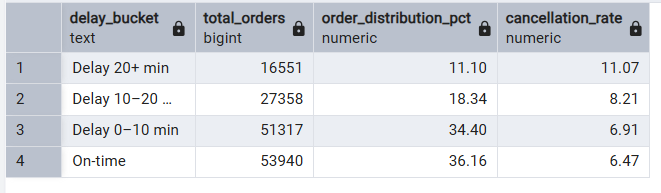 delay_bucket total_orders order_distribution_pct cancellation_rate
text bigint numeric numeric
1 Delay 20+ min 16551 11.10 11.07
2 Delay 10–20 … 27358 18.34 8.21
3 Delay 0–10 min 51317 34.40 6.91
4 On-time 53940 36.16 6.47